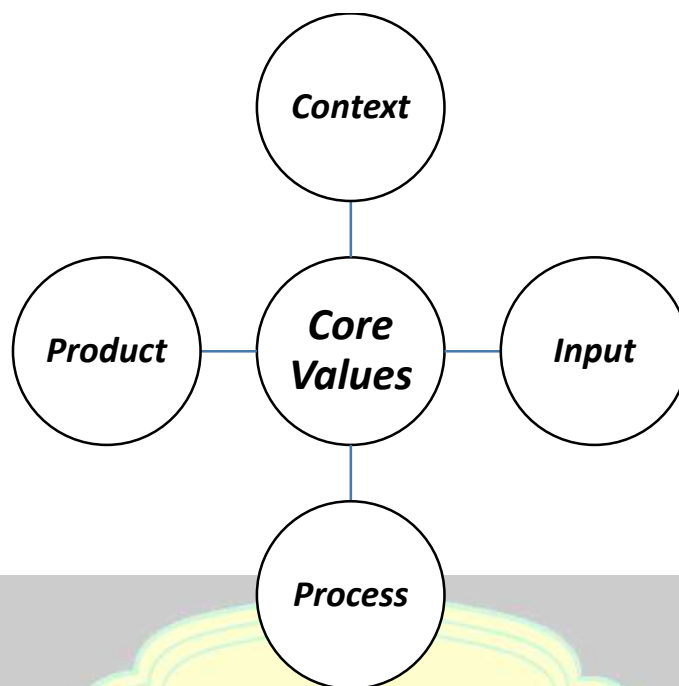 Context
Product
Core
Values
Input
Process